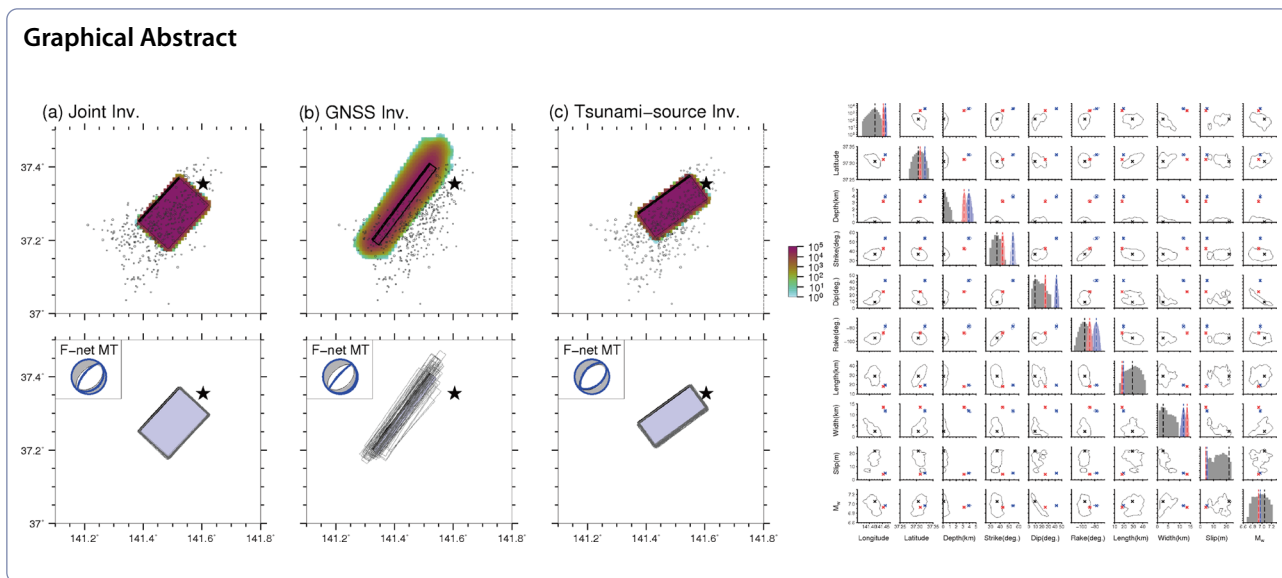 Graphical Abstract
(a) Joint Inv.
(b) GNSS Inv.
(c) Tsunami-source Inv.
37.4°
37.2°
37°
10⁵
10⁴
10³
10²
10¹
10⁰
F-net MT
F-net MT
F-net MT
37.4°
37.2°
37°
141.2° 141.4° 141.6° 141.8°
141.2° 141.4° 141.6° 141.8°
141.2° 141.4° 141.6° 141.8°
Latitude
Depth(km)
Strike(deg.)
Dip(deg.)
Rake(deg.)
Length(km)
Width(km)
Slip(m)
Mw
Longitude Latitude Depth(km) Strike(deg.) Dip(deg.) Rake(deg.) Length(km) Width(km) Slip(m) Mw